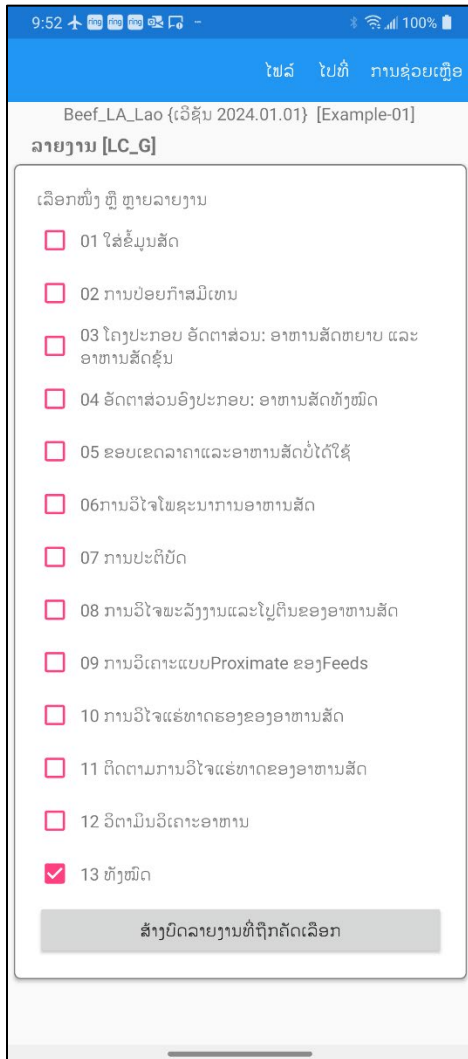 9:52 ring ring ring 100%
ໄຟລ໌ ໄປທີ່ ການຊ່ວຍເຫຼືອ
Beef_LA_Lao {ເວີຊັນ 2024.01.01} [Example-01]
ລາຍງານ [LC_G]
ເລືອກໜຶ່ງ ຫຼື ຫຼາຍລາຍງານ
01 ໃສ່ຂໍ້ມູນສັດ
02 ການປ່ອຍກ໊າສມີເທນ
03 ໂຄງປະກອບ ອັດຕາສ່ວນ: ອາຫານສັດຫຍາບ ແລະ
ອາຫານສັດຂຸ້ນ
04 ອັດຕາສ່ວນອົງປະກອບ: ອາຫານສັດທັງໝົດ
05 ຂອບເຂດລາຄາແລະອາຫານສັດບໍ່ໄດ້ໃຊ້
06ການວິໄຈໂພຊະນາການອາຫານສັດ
07 ການປະຕິບັດ
08 ການວິໄຈພະລັງງານແລະໂປຼຕີນຂອງອາຫານສັດ
09 ການວິເຄາະແບບProximate ຂອງFeeds
10 ການວິໄຈແຮ່ທາດຮອງຂອງອາຫານສັດ
11 ຕິດຕາມການວິໄຈແຮ່ທາດຂອງອາຫານສັດ
12 ວິຕາມິນວິເຄາະອາຫານ
13 ທັງໝົດ
ສ້າງບົດລາຍງານທີ່ຖືກຄັດເລືອກ